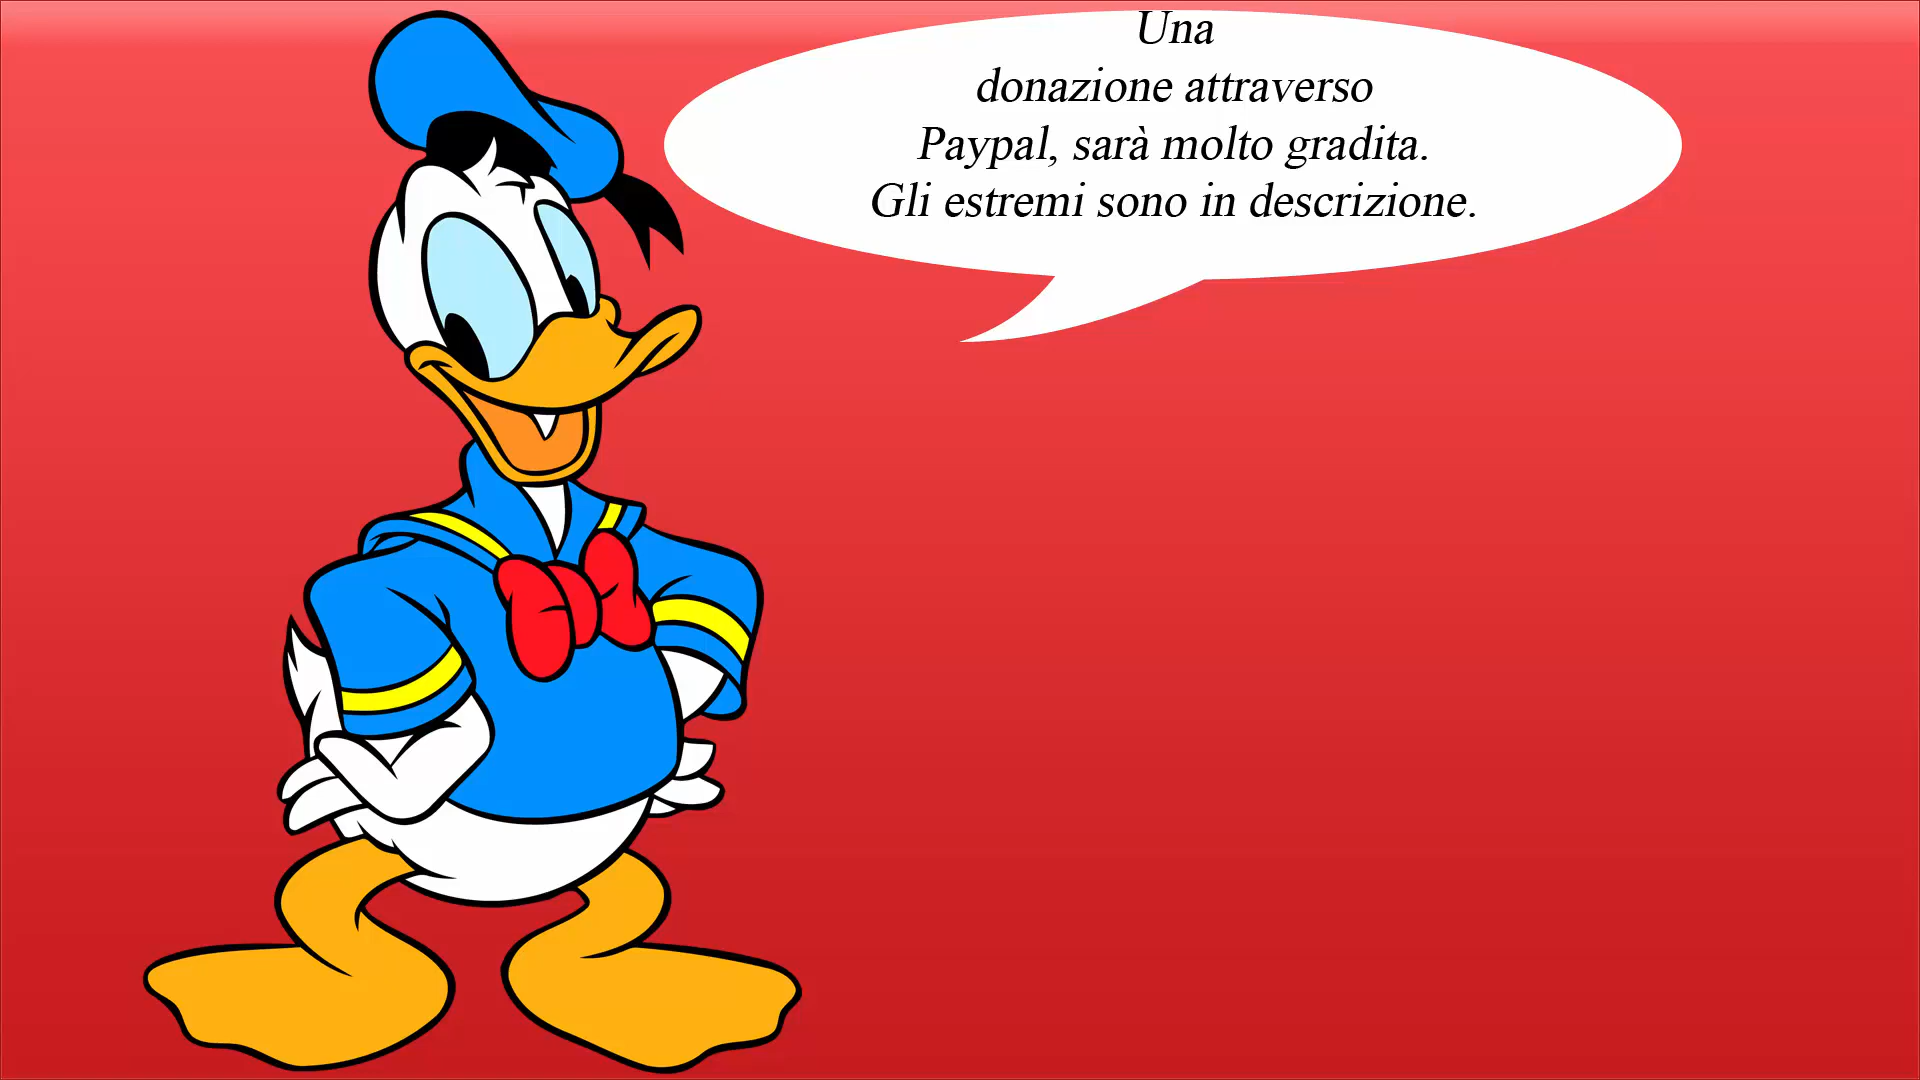 Una
donazione attraverso
Paypal, sarà molto gradita.
Gli estremi sono in descrizione.